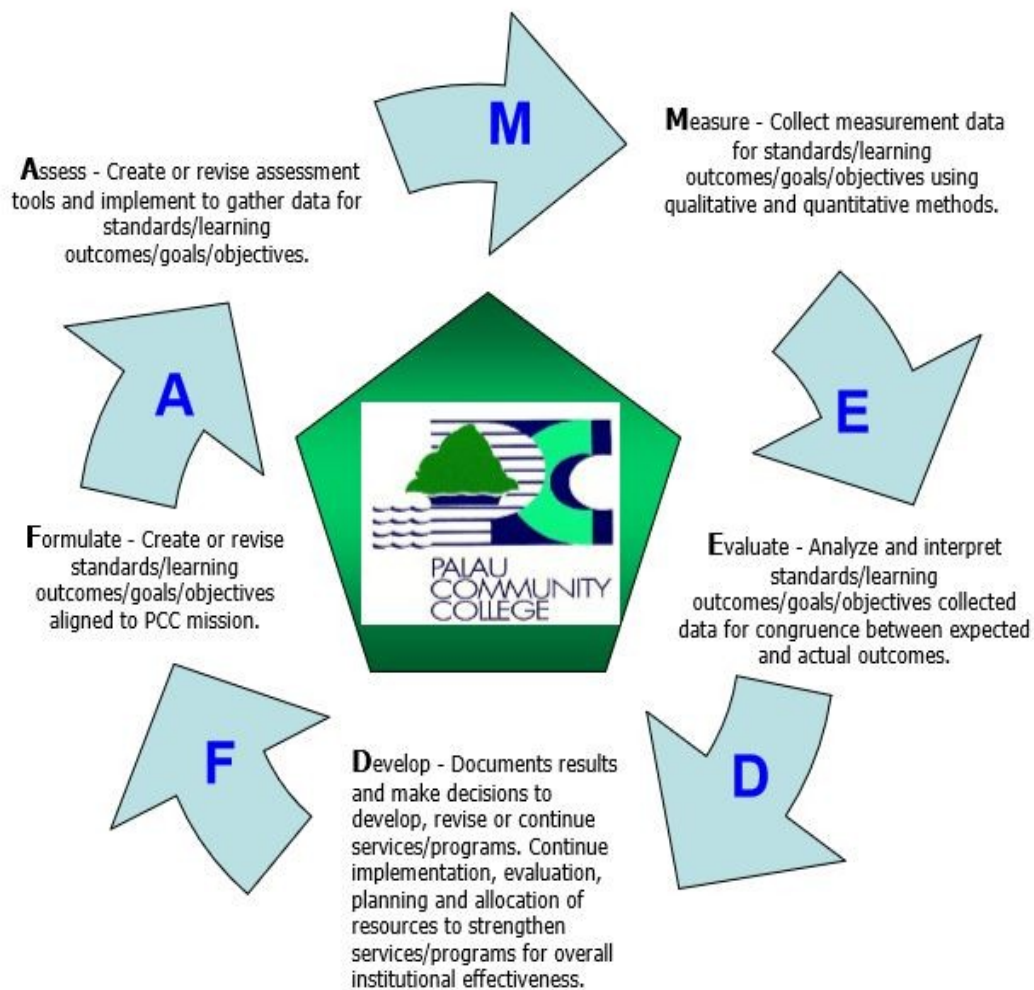 M
Measure - Collect measurement data
for standards/learning
outcomes/goals/objectives using
qualitative and quantitative methods.
Assess - Create or revise assessment
tools and implement to gather data for
standards/learning
outcomes/goals/objectives.
A
E
PALAU
COMMUNITY
COLLEGE
Formulate - Create or revise
standards/learning
outcomes/goals/objectives
aligned to PCC mission.
Evaluate - Analyze and interpret
standards/learning
outcomes/goals/objectives collected
data for congruence between expected
and actual outcomes.
F
D
Develop - Documents results
and make decisions to
develop, revise or continue
services/programs. Continue
implementation, evaluation,
planning and allocation of
resources to strengthen
services/programs for overall
institutional effectiveness.